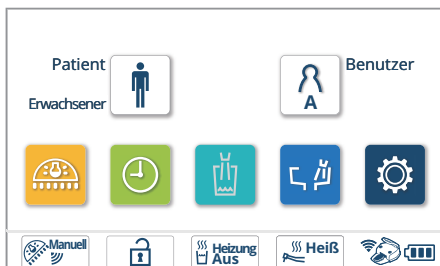 Patient
Benutzer
A
Erwachsener
Manuell
Heizung
Aus
Heiß